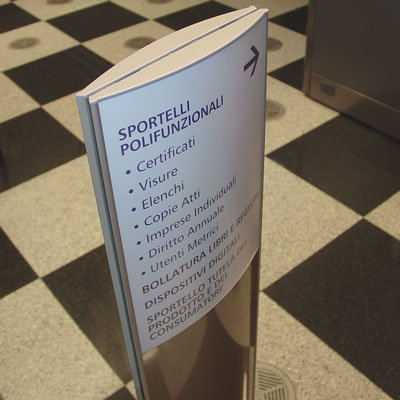 SPORTELLI
POLIFUNZIONALI
• Certificati
• Visure
• Elenchi
• Copie Atti
• Imprese Individuali
• Diritto Annuale
• Utenti Metrici
BOLLATURA LIBRI E REGISTRI
DISPOSITIVI DIGITALI
SPORTELLO TUTELA DEL
PRODOTTO E DEL
CONSUMATORE